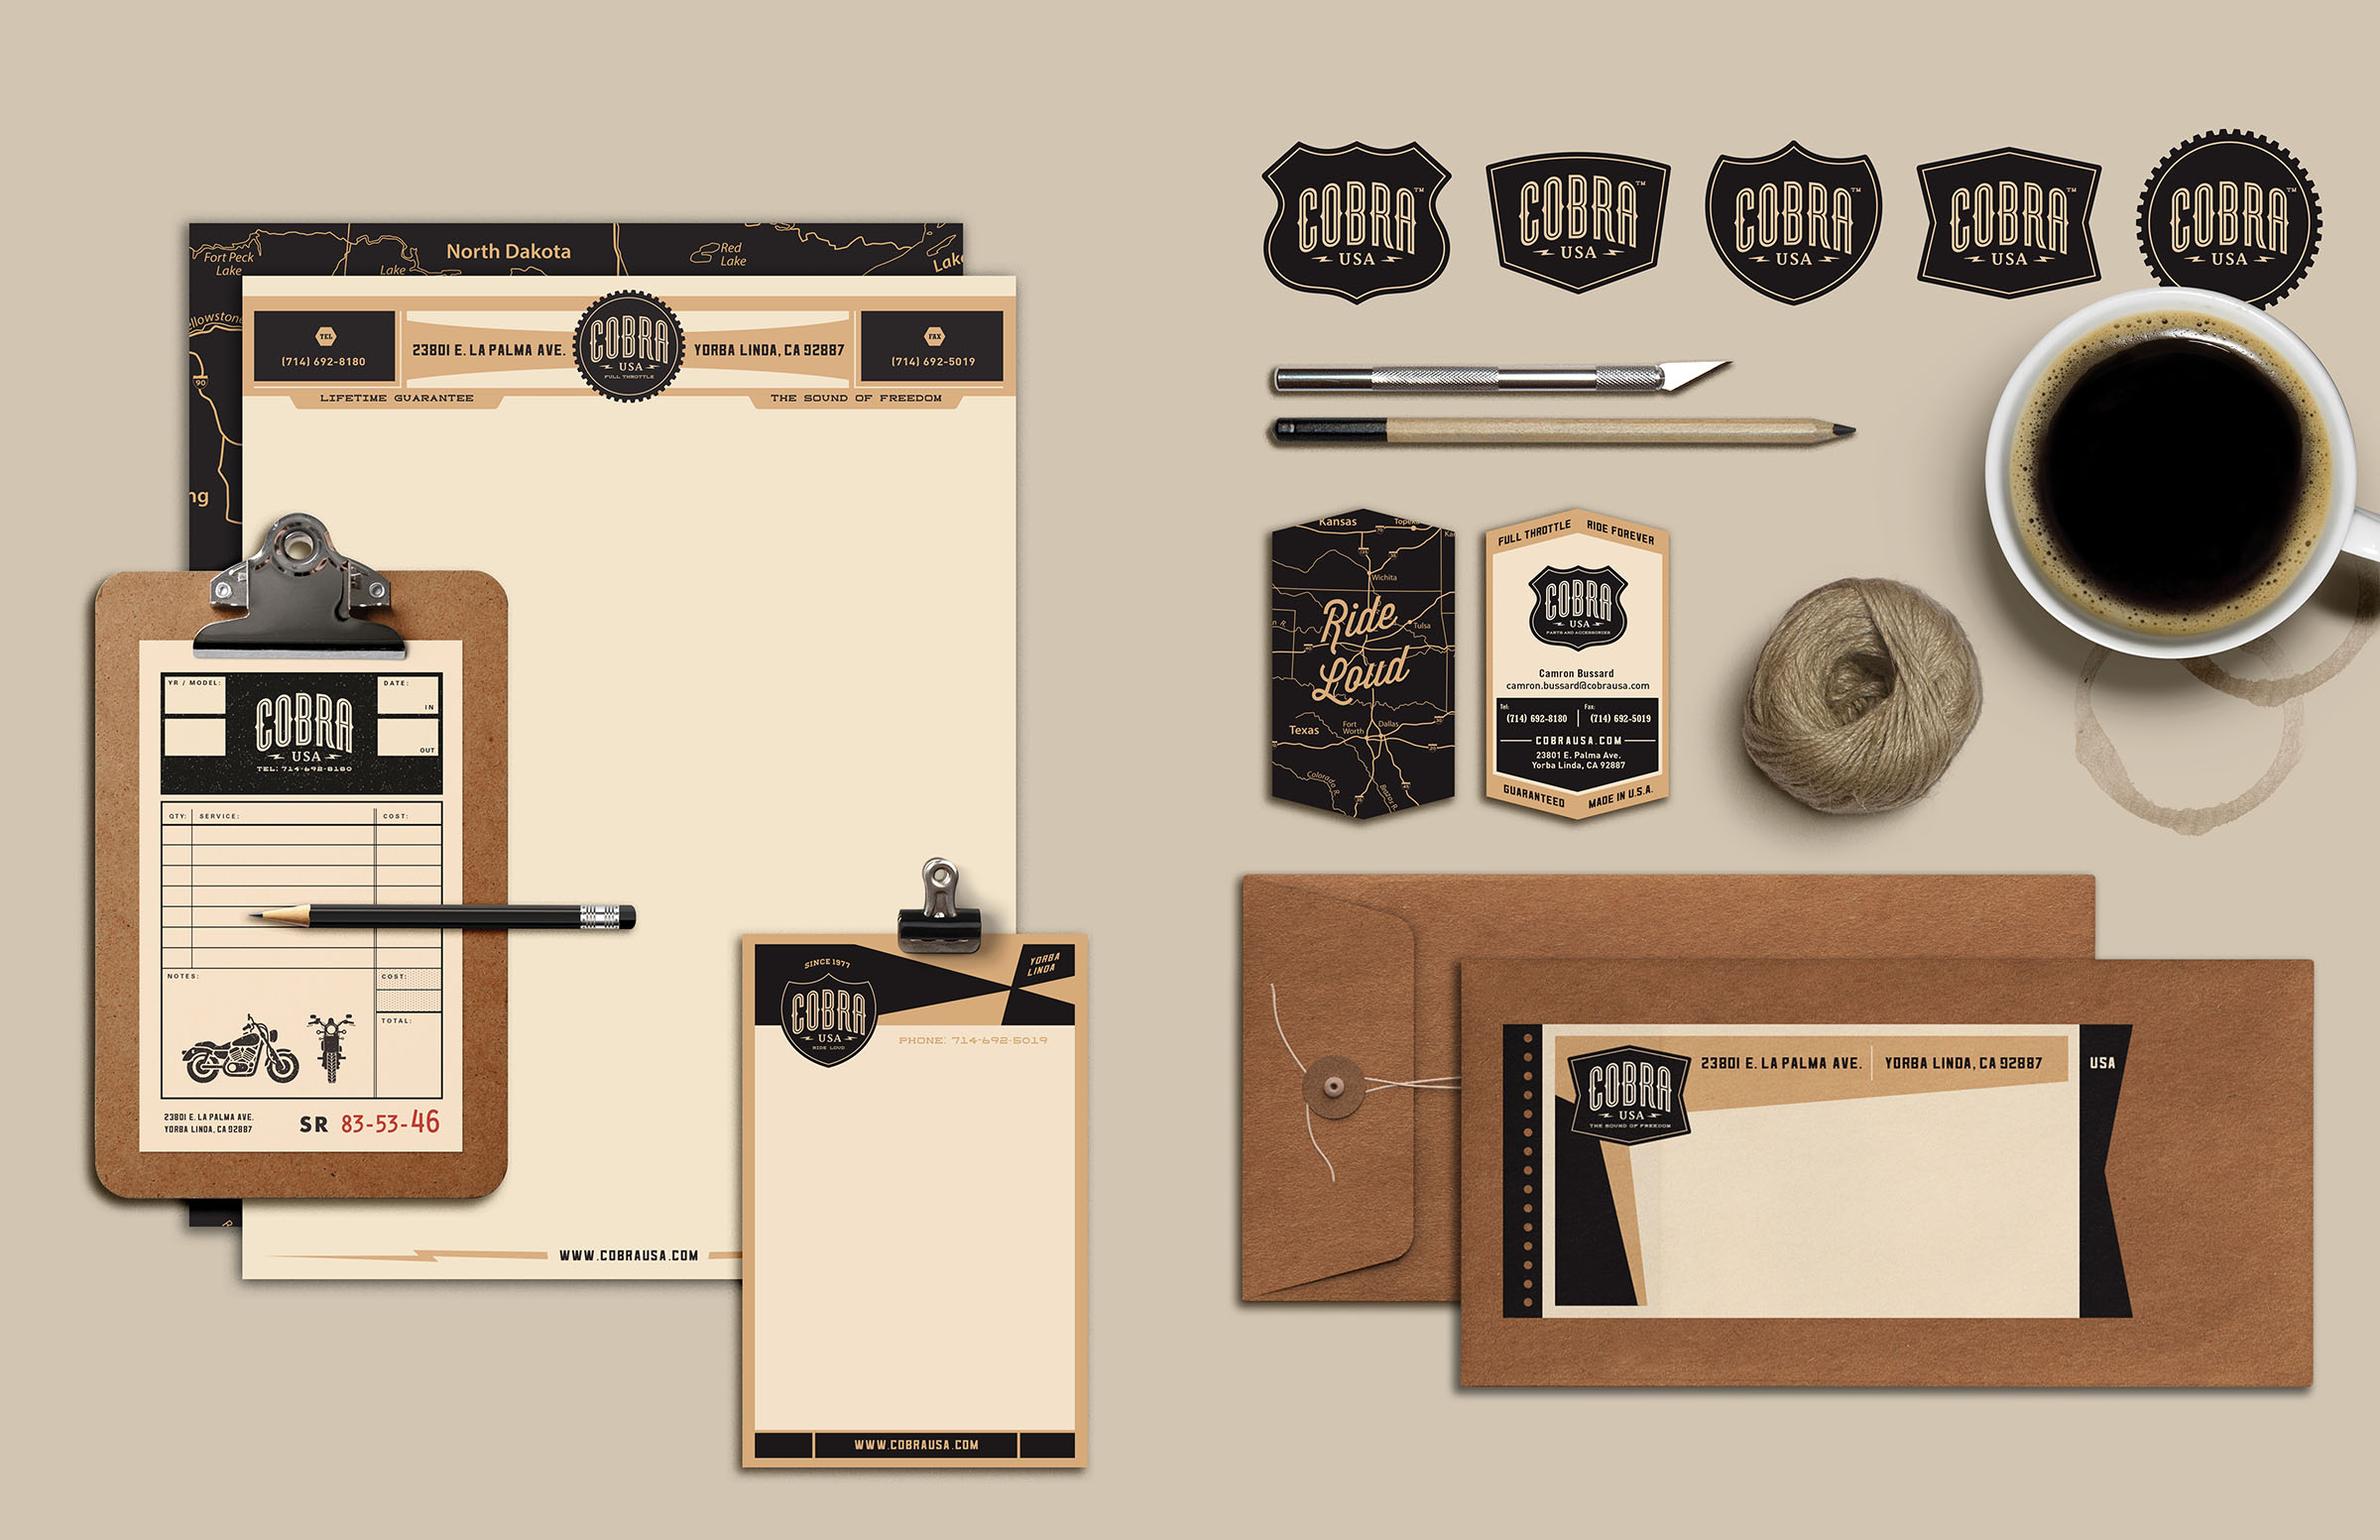 North Dakota
Fort Peck
Lake
Lake
Red
Lake
Lak
ellowstone
90
ng
TEL
(714) 692-8180
23801 E. LA PALMA AVE.
COBRA
USA
FULL THROTTLE
YORBA LINDA, CA 92887
FAX
(714) 692-5019
LIFETIME GUARANTEE
THE SOUND OF FREEDOM
WWW.COBRAUSA.COM
YR / MODEL:
COBRA
USA
TEL: 714-692-8180
DATE:
IN
OUT
QTY:
SERVICE:
COST:
NOTES:
COST:
TOTAL:
23801 E. LA PALMA AVE.
YORBA LINDA, CA 92887
SR 83-53-46
SINCE 1977
COBRA
USA
RIDE LOUD
YORBA
LINDA
PHONE: 714-692-5019
WWW.COBRAUSA.COM
COBRA™
USA
COBRA™
USA
COBRA™
USA
COBRA™
USA
COBRA™
USA
Kansas
Topeka
Wichita
Ride
Loud
Tulsa
Texas
Fort
Worth
Dallas
Colorado R.
Brazos R.
FULL THROTTLE RIDE FOREVER
COBRA
USA
PARTS AND ACCESSORIES
Camron Bussard
camron.bussard@cobrausa.com
Tel:
(714) 692-8180
Fax:
(714) 692-5019
COBRAUSA.COM
23801 E. Palma Ave.
Yorba Linda, CA 92887
GUARANTEED MADE IN U.S.A.
COBRA
USA
THE SOUND OF FREEDOM
23801 E. LA PALMA AVE.
YORBA LINDA, CA 92887
USA